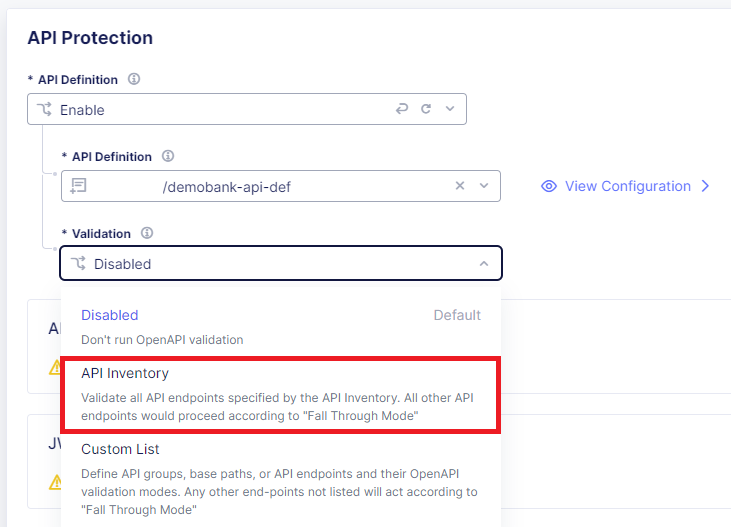 API Protection
* API Definition
Enable
* API Definition
/demobank-api-def
View Configuration
* Validation
Disabled
Disabled Default
Don't run OpenAPI validation
API Inventory
Validate all API endpoints specified by the API Inventory. All other API
endpoints would proceed according to "Fall Through Mode"
Custom List
Define API groups, base paths, or API endpoints and their OpenAPI
validation modes. Any other end-points not listed will act according to
"Fall Through Mode"